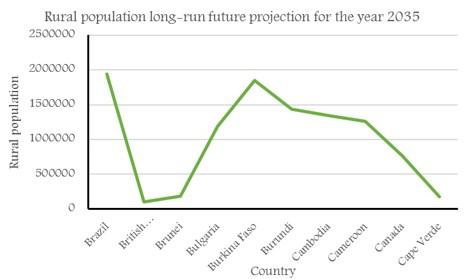 Rural population long-run future projection for the year 2035
2500000
2000000
1500000
1000000
500000
0
Rural population
Brazil
British...
Brunei
Bulgaria
Burkina Faso
Burundi
Cambodia
Cameroon
Canada
Cape Verde
Country